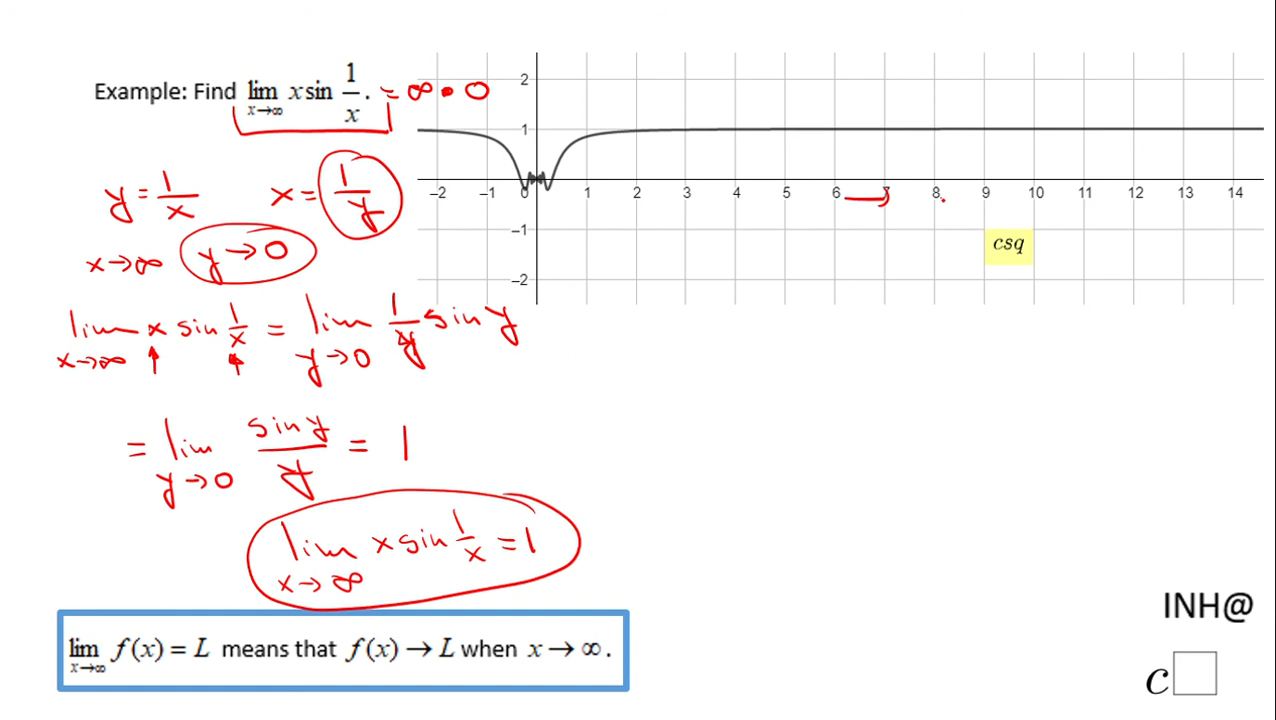 Example: Find lim x→∞ x sin 1/x. = ∞ · 0
y = 1/x x = 1/y
x→∞ y→0
lim x→∞ x sin 1/x = lim y→0 1/y sin y
= lim y→0 sin y / y = 1
lim x→∞ x sin 1/x = 1
lim x→∞ f(x) = L means that f(x) → L when x → ∞.
2
1
−2 −1 0 1 2 3 4 5 6 7 8 9 10 11 12 13 14
−1
csq
−2
INH@
c